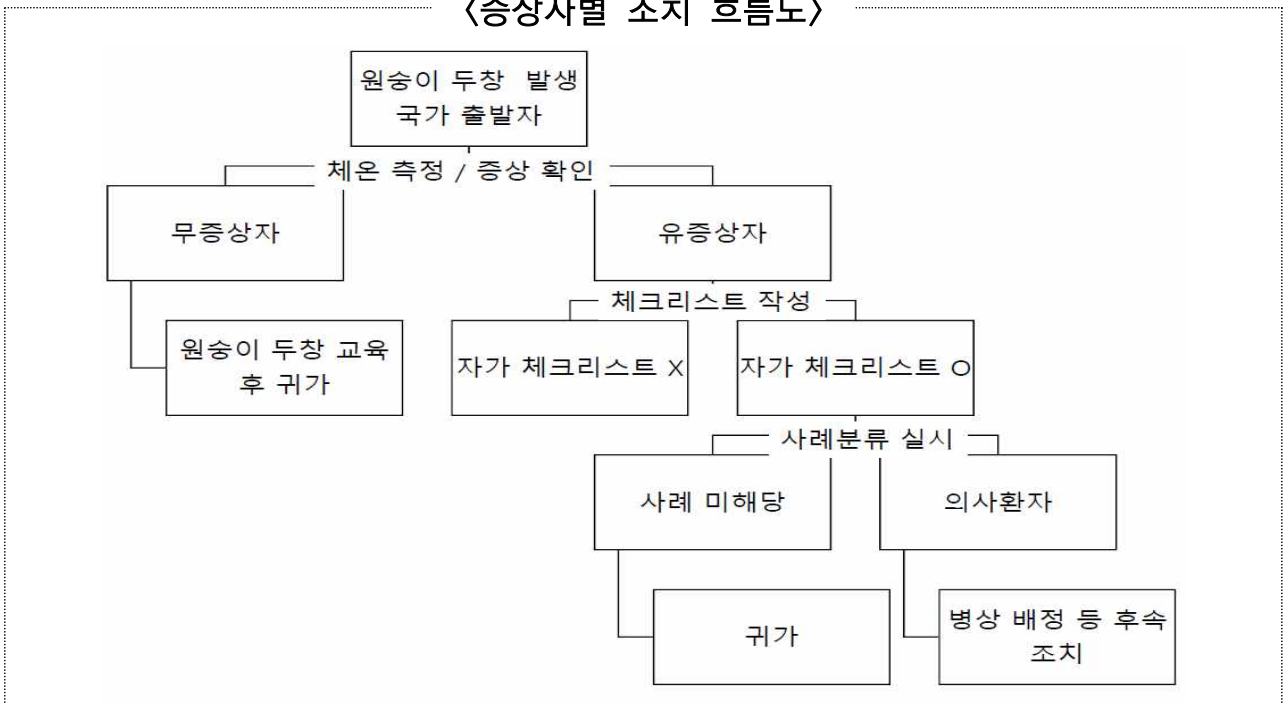 <증상자별 조치 흐름도>
원숭이 두창 발생
국가 출발자
체온 측정 / 증상 확인
무증상자
유증상자
체크리스트 작성
원숭이 두창 교육
후 귀가
자가 체크리스트 X
자가 체크리스트 O
사례분류 실시
사례 미해당
의사환자
귀가
병상 배정 등 후속
조치